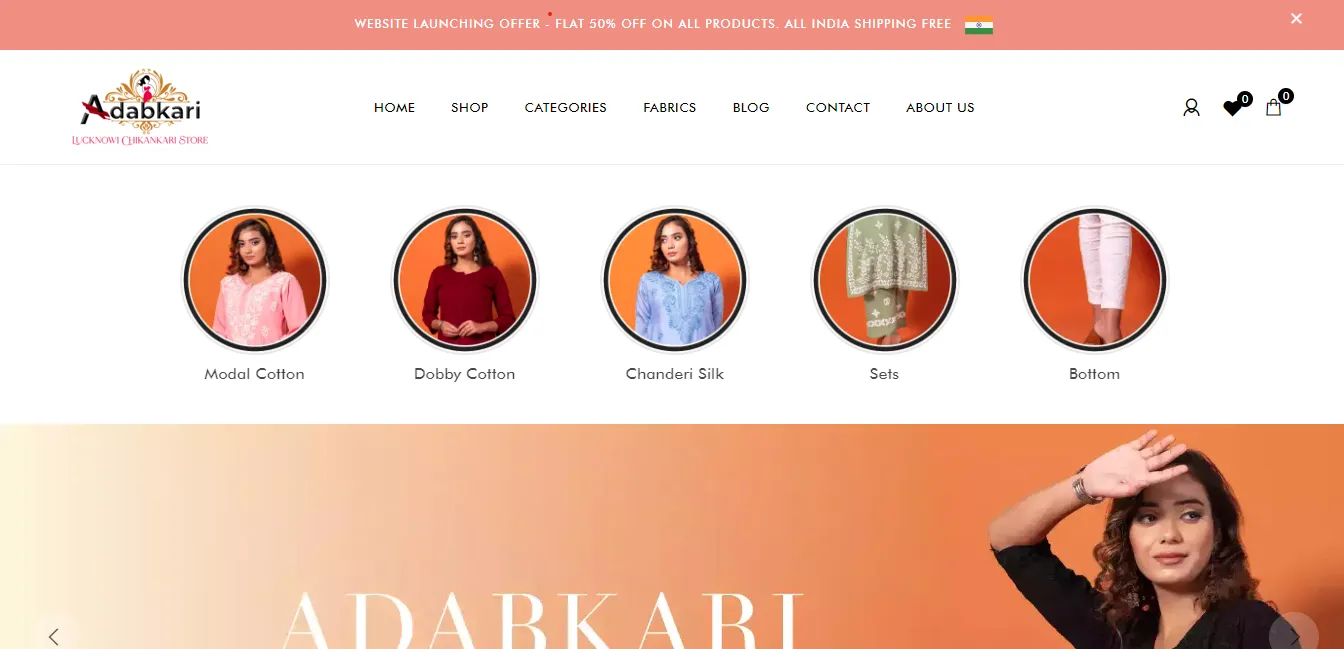 WEBSITE LAUNCHING OFFER - FLAT 50% OFF ON ALL PRODUCTS. ALL INDIA SHIPPING FREE
Adabkari
LUCKNOWI CHIKANKARI STORE
HOME SHOP CATEGORIES FABRICS BLOG CONTACT ABOUT US
0 0
Modal Cotton Dobby Cotton Chanderi Silk Sets Bottom
ADABKARI